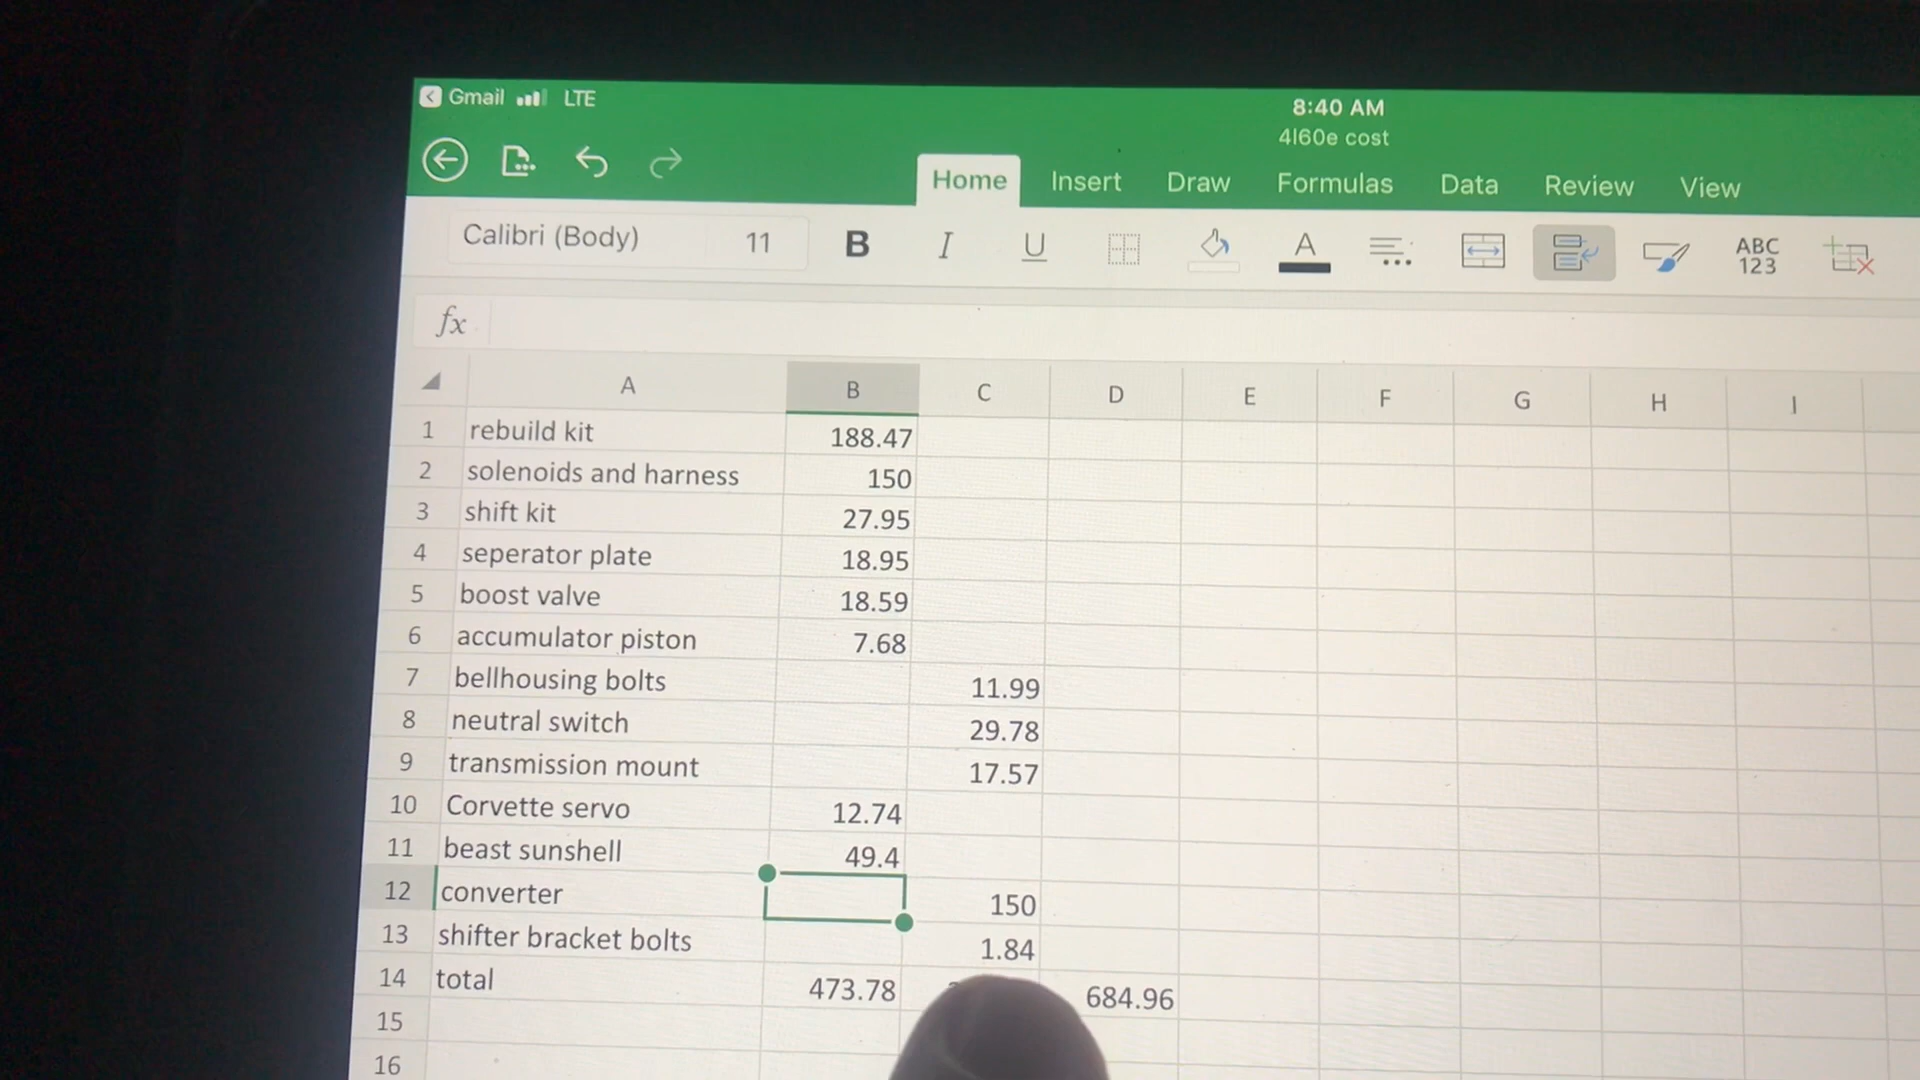 Gmail LTE
8:40 AM
4l60e cost
Home Insert Draw Formulas Data Review View
Calibri (Body) 11 B I U A ABC 123
fx
A B C D E F G H I
1 rebuild kit 188.47
2 solenoids and harness 150
3 shift kit 27.95
4 seperator plate 18.95
5 boost valve 18.59
6 accumulator piston 7.68
7 bellhousing bolts 11.99
8 neutral switch 29.78
9 transmission mount 17.57
10 Corvette servo 12.74
11 beast sunshell 49.4
12 converter 150
13 shifter bracket bolts 1.84
14 total 473.78 684.96
15
16